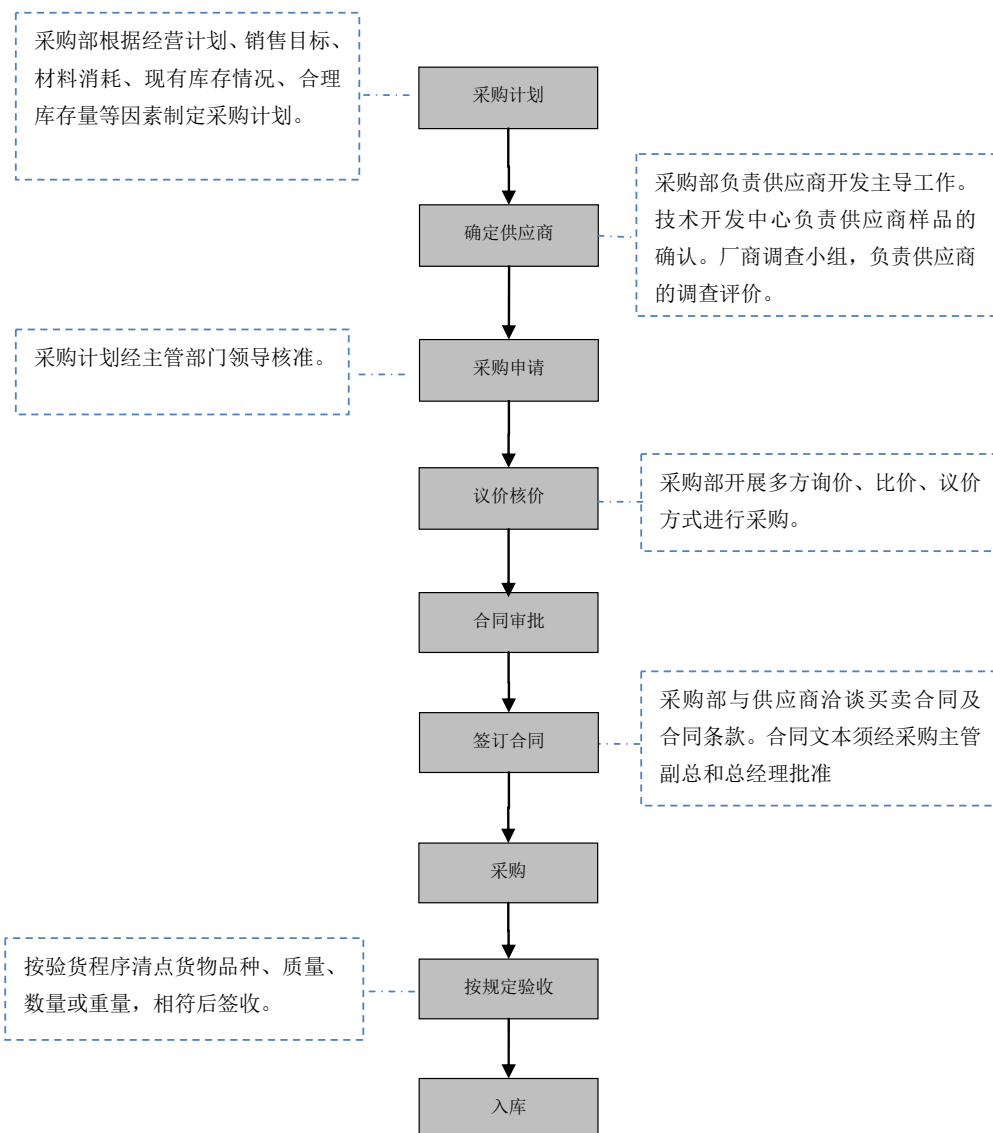 采购部根据经营计划、销售目标、
材料消耗、现有库存情况、合理
库存量等因素制定采购计划。
采购计划
采购部负责供应商开发主导工作。
技术开发中心负责供应商样品的
确认。厂商调查小组，负责供应商
的调查评价。
确定供应商
采购计划经主管部门领导核准。
采购申请
议价核价
采购部开展多方询价、比价、议价
方式进行采购。
合同审批
采购部与供应商洽谈买卖合同及
合同条款。合同文本须经采购主管
副总和总经理批准
签订合同
采购
按验货程序清点货物品种、质量、
数量或重量，相符后签收。
按规定验收
入库